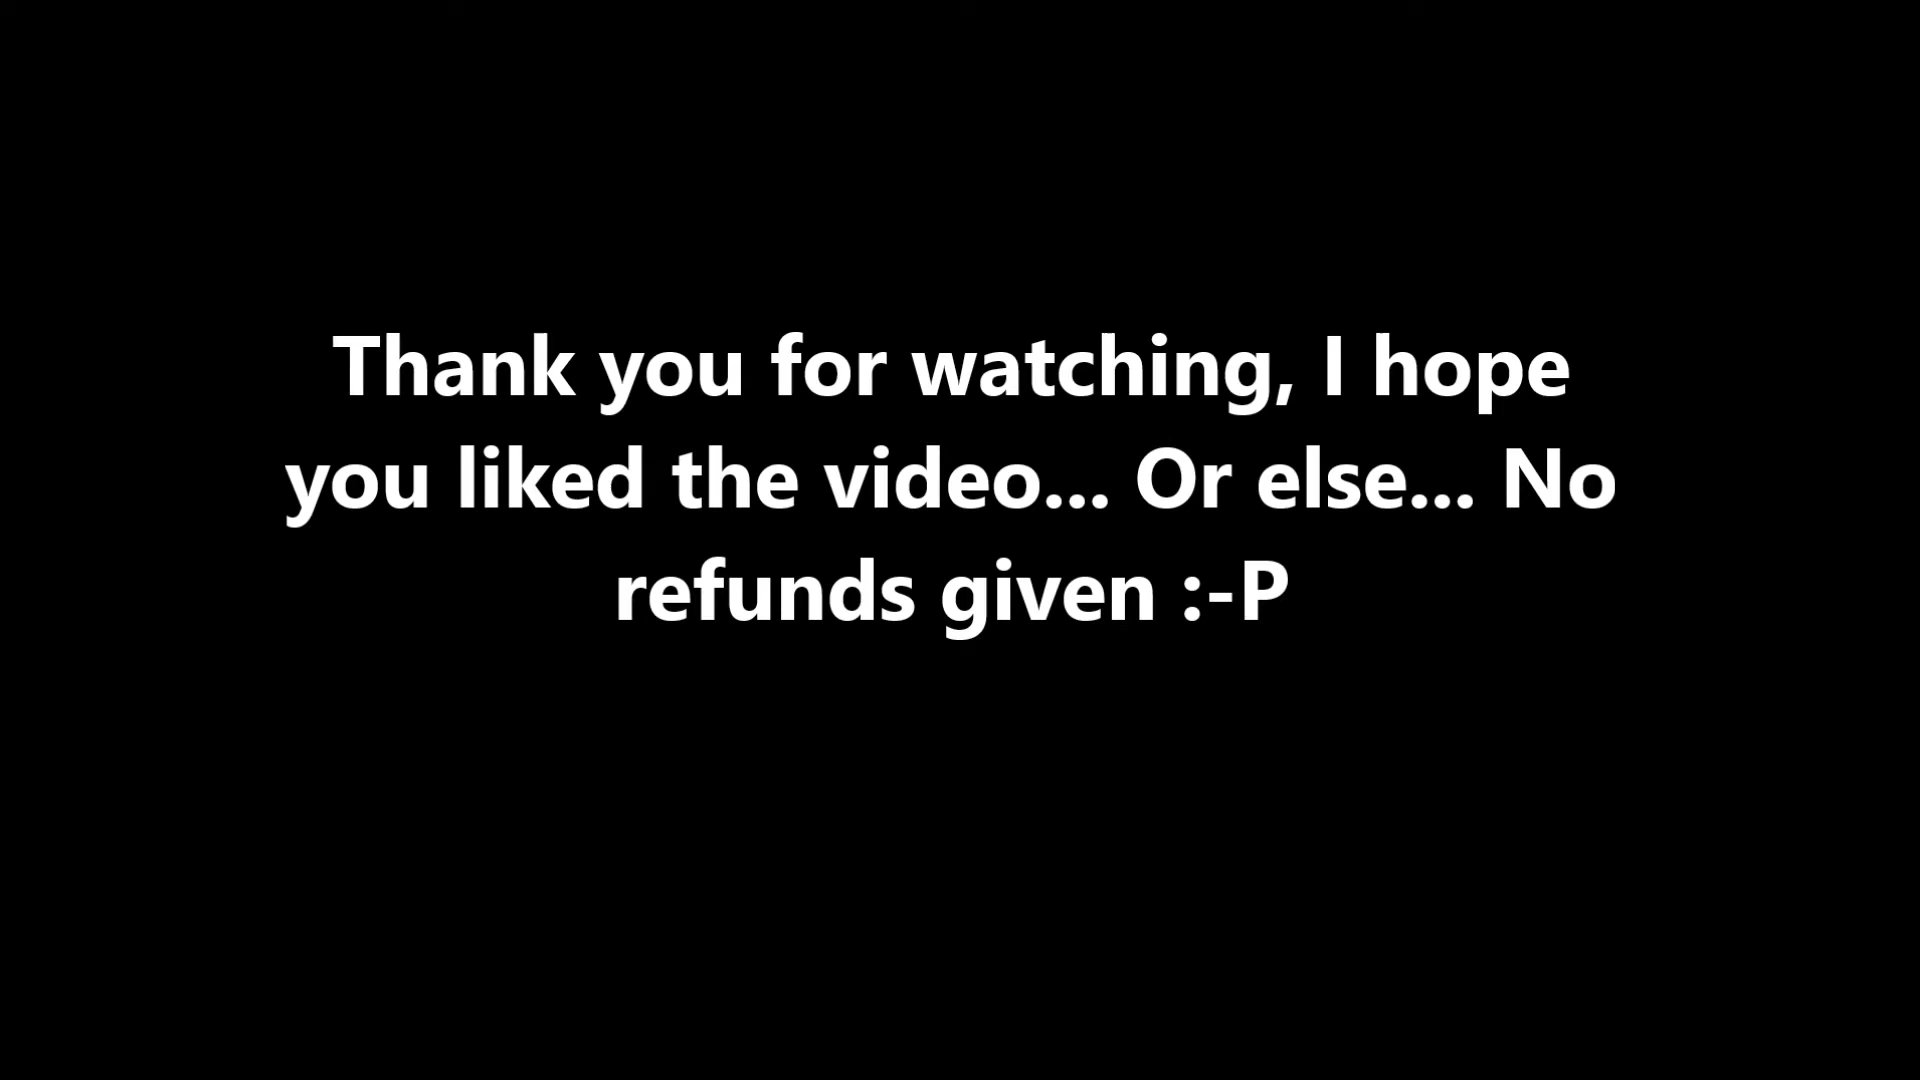 Thank you for watching, I hope
you liked the video... Or else... No
refunds given :-P